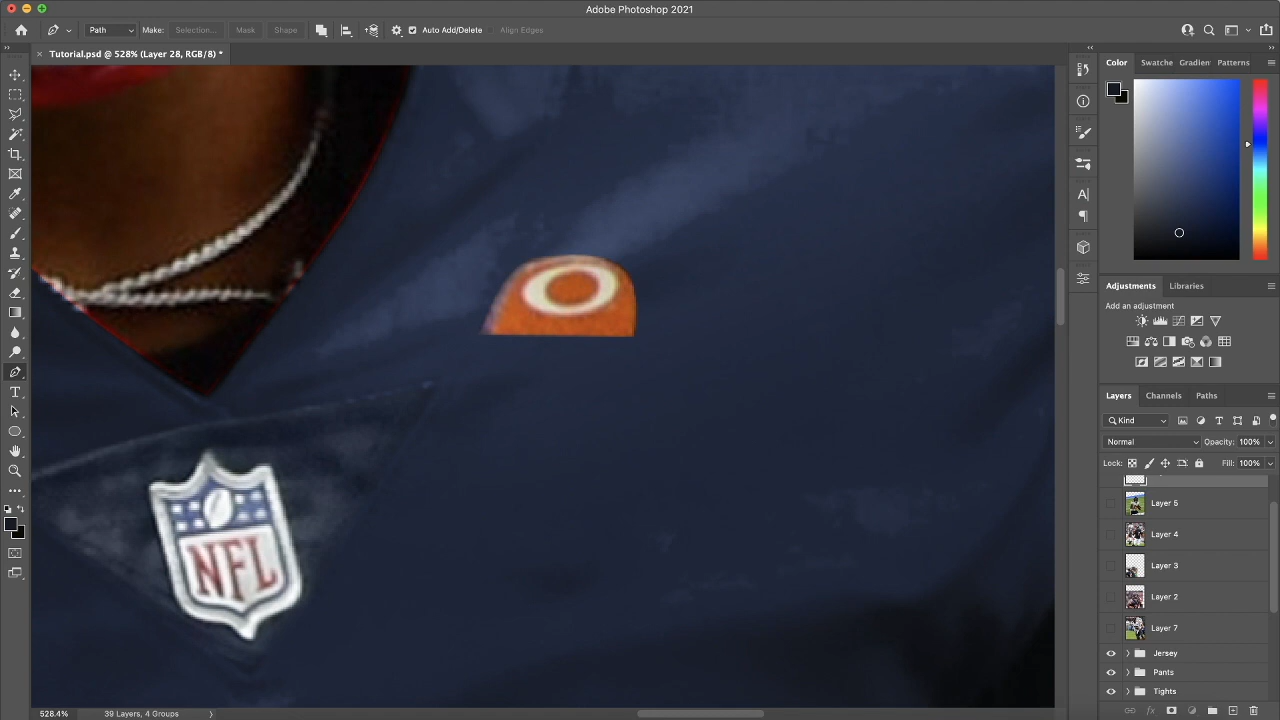 Adobe Photoshop 2021
Path Make: Selection... Mask Shape Auto Add/Delete Align Edges
Tutorial.psd @ 528% (Layer 28, RGB/8) *
Color Swatche Gradien Patterns
NFL
Adjustments Libraries
Add an adjustment
Layers Channels Paths
Kind
Normal Opacity: 100%
Lock: Fill: 100%
Layer 5
Layer 4
Layer 3
Layer 2
Layer 7
Jersey
Pants
Tights
528.4% 39 Layers, 4 Groups